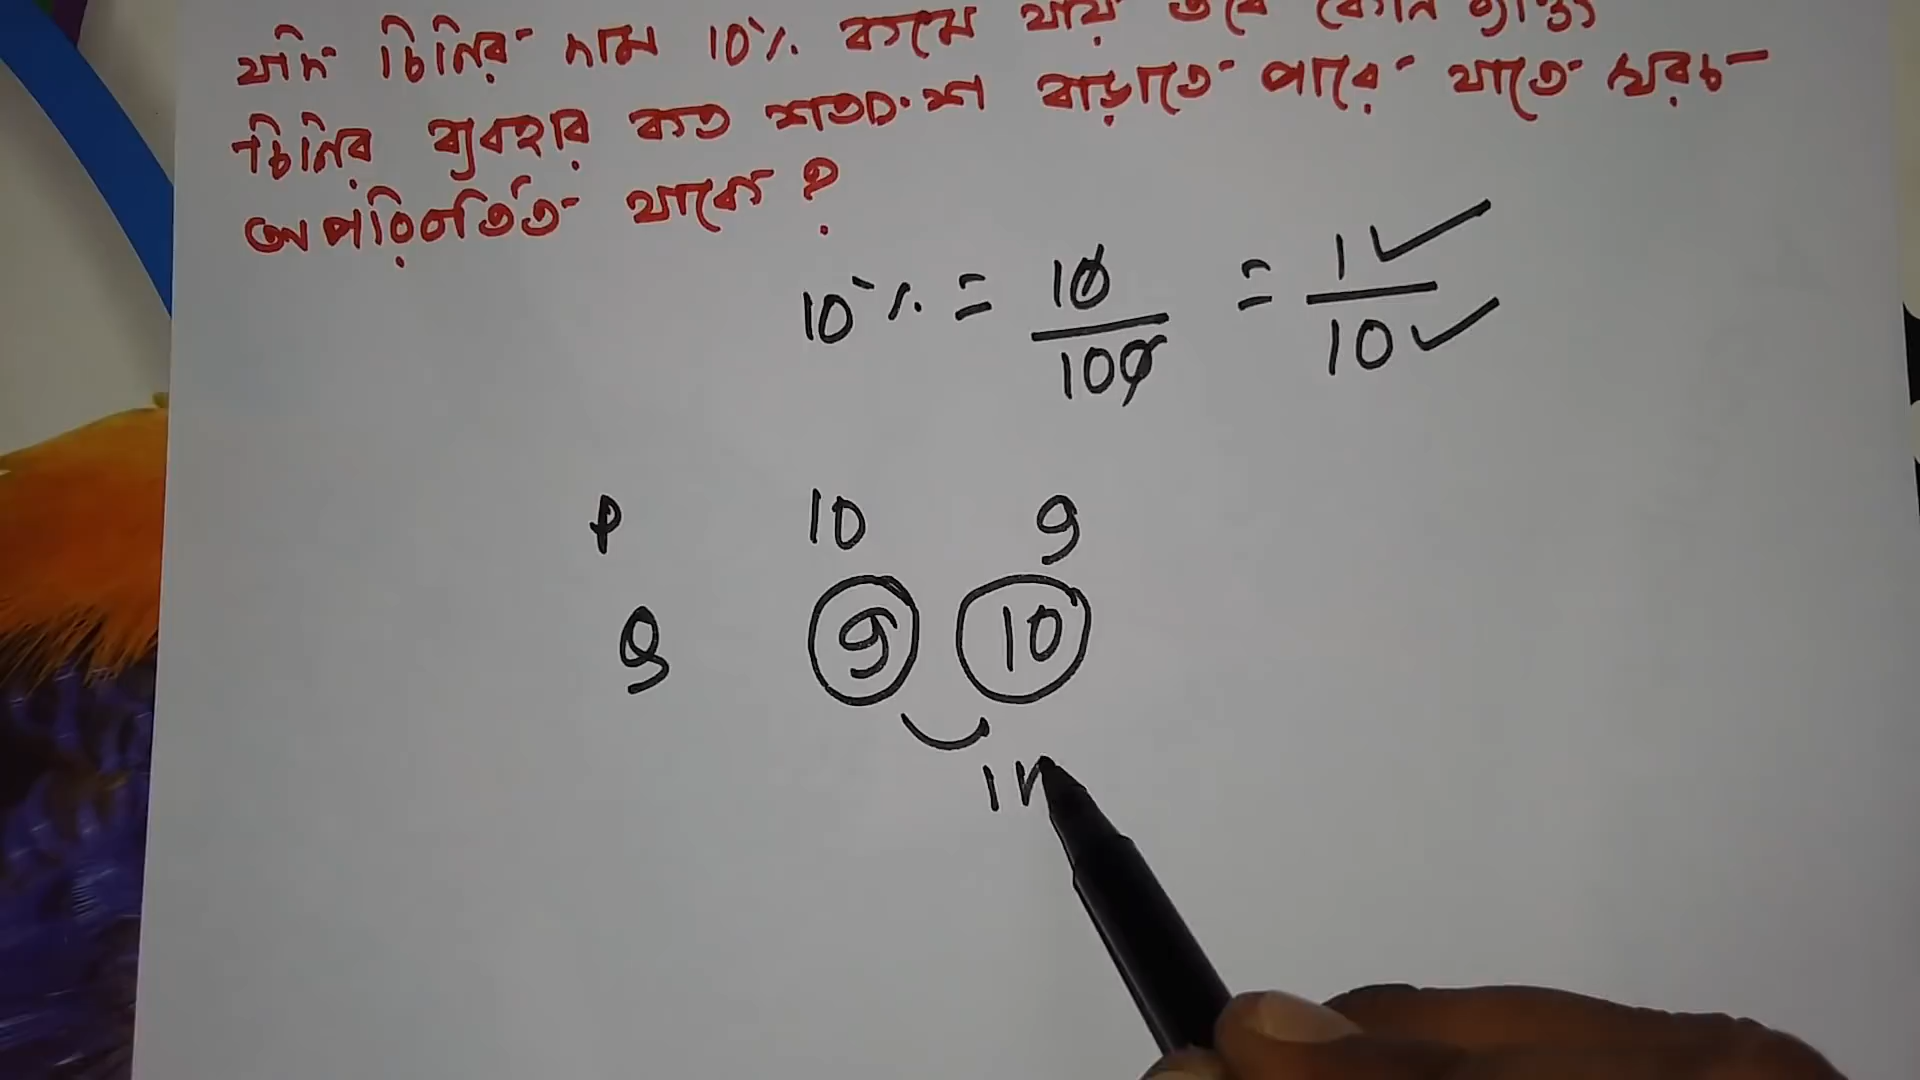 যদি চিনির দাম 10% কমে যায় তবে কোন
চিনির ব্যবহার কত শতাংশ বাড়াতে পারে যাতে খরচ
অপরিবর্তিত থাকে ?
10% = 10/100 = 1/10
P 10 9
Q 9 10